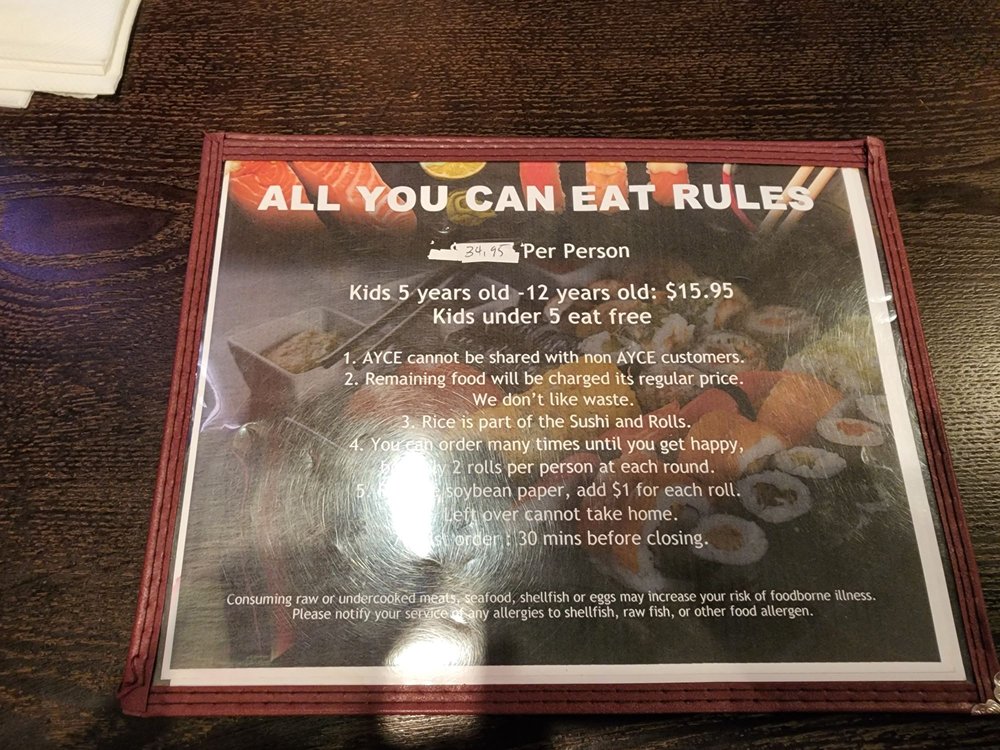 ALL YOU CAN EAT RULES
34.95 Per Person
Kids 5 years old -12 years old: $15.95
Kids under 5 eat free
1. AYCE cannot be shared with non AYCE customers.
2. Remaining food will be charged its regular price.
We don't like waste.
3. Rice is part of the Sushi and Rolls.
4. You can order many times until you get happy,
2 rolls per person at each round.
5. soybean paper, add $1 for each roll.
Left over cannot take home.
order : 30 mins before closing.
Consuming raw or undercooked meats, seafood, shellfish or eggs may increase your risk of foodborne illness.
Please notify your service of any allergies to shellfish, raw fish, or other food allergen.